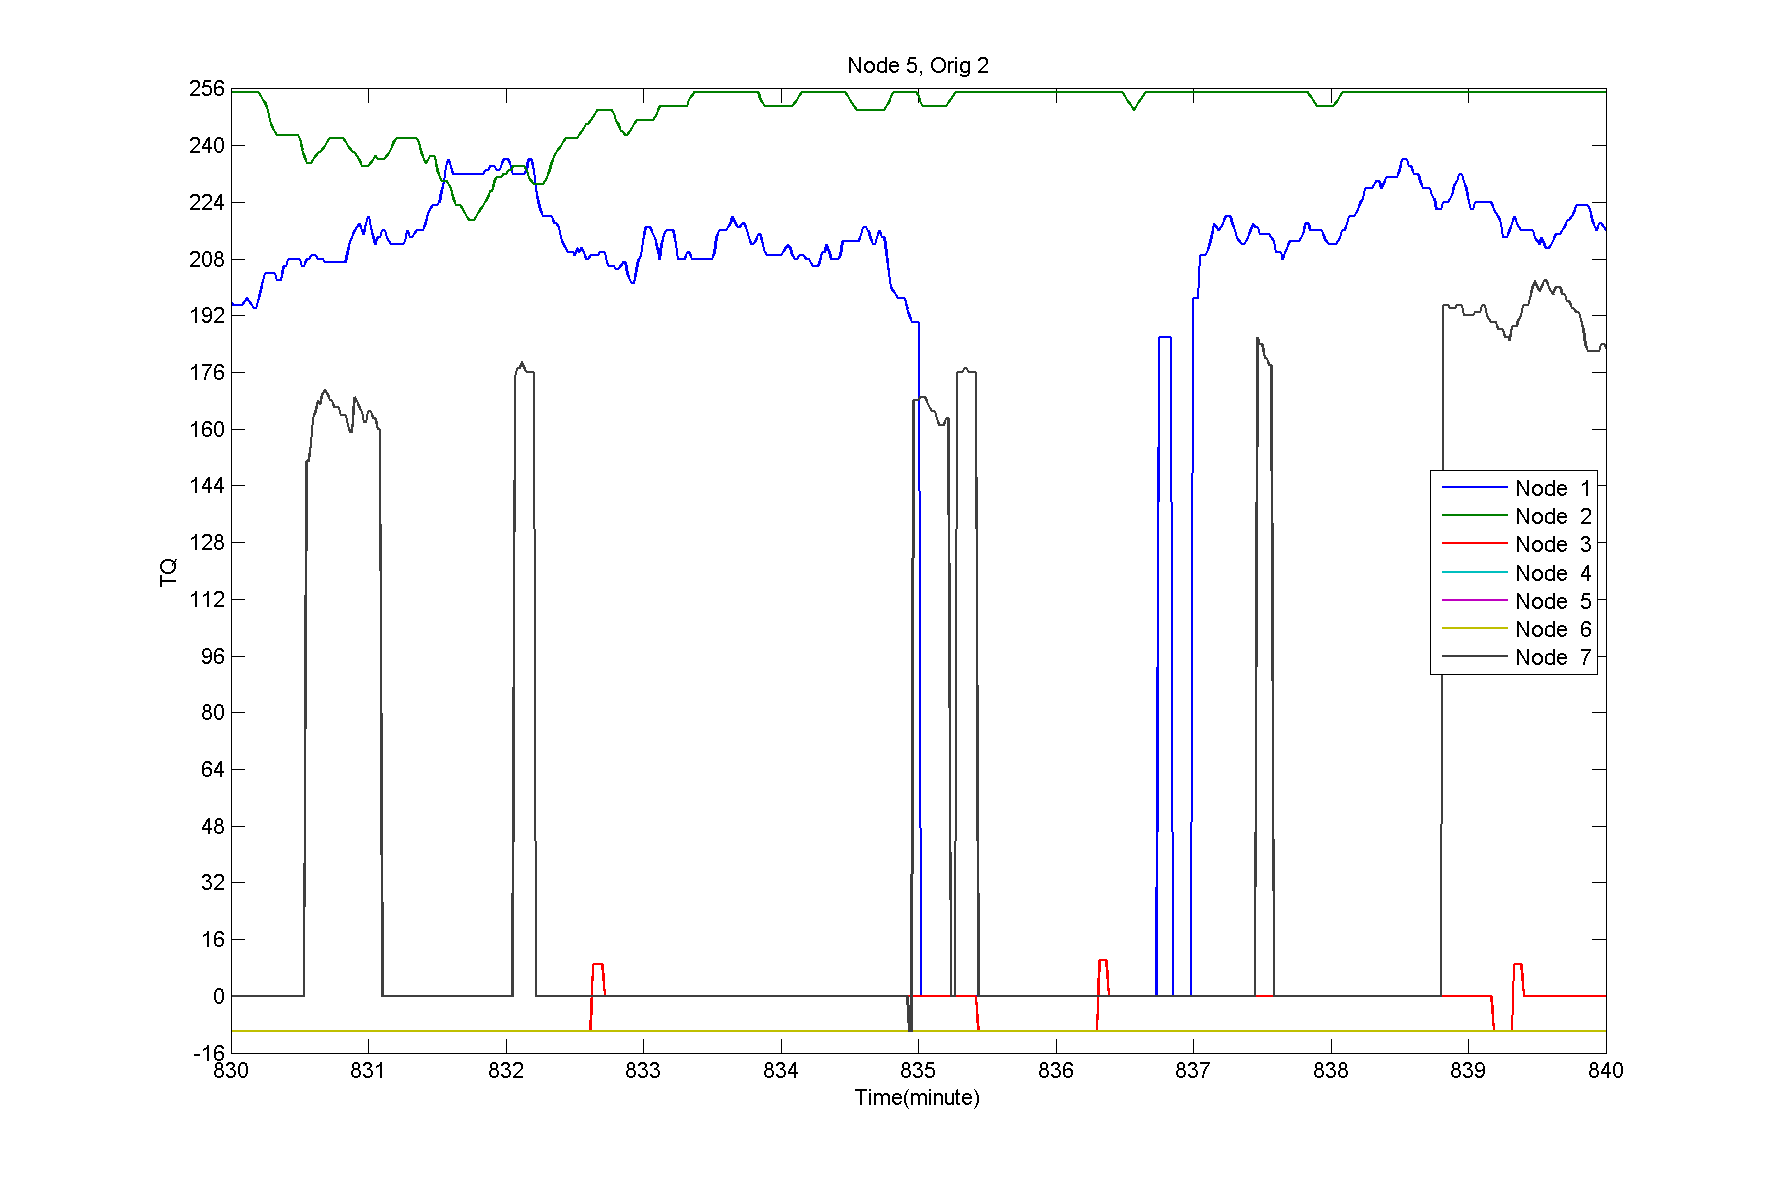 Node 5, Orig 2
256
240
224
208
192
176
160
144
128
112
96
80
64
48
32
16
0
-16
TQ
Node 1
Node 2
Node 3
Node 4
Node 5
Node 6
Node 7
830 831 832 833 834 835 836 837 838 839 840
Time(minute)